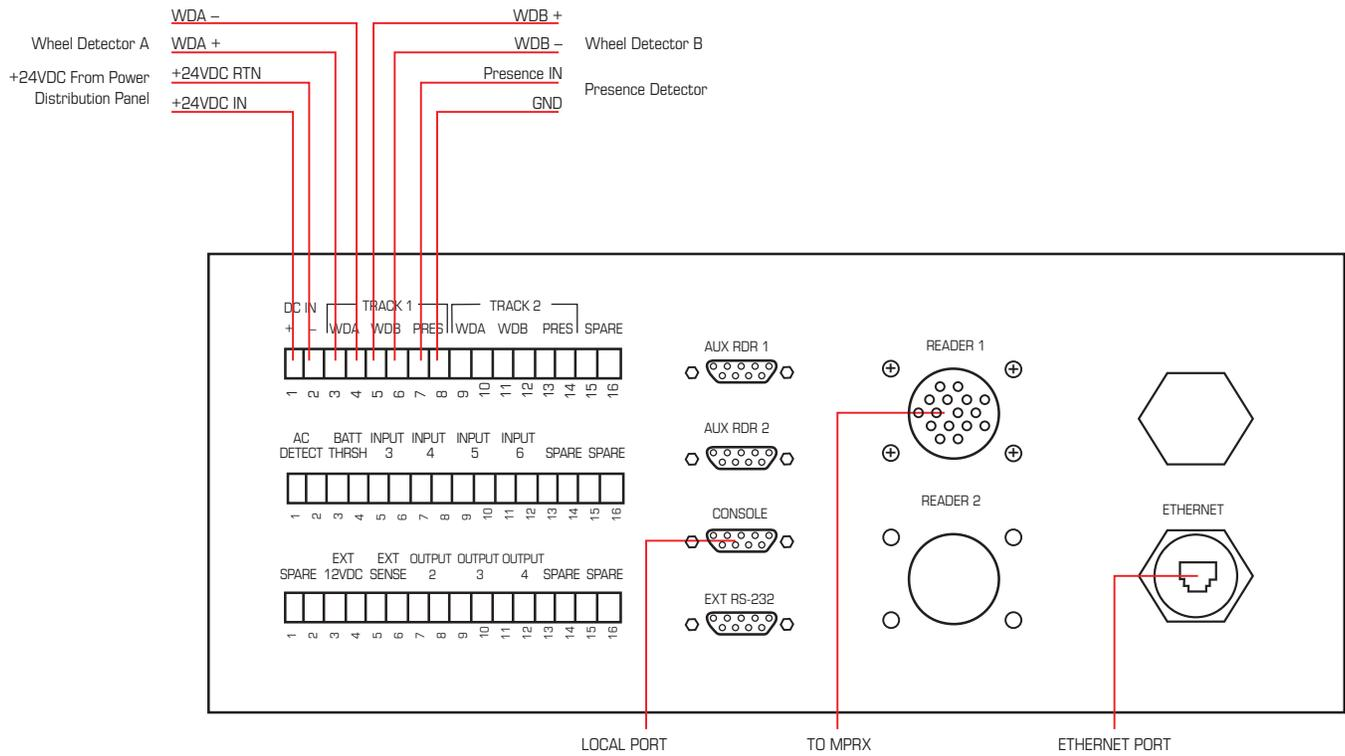 WDA –
WDB +
Wheel Detector A
WDA +
WDB –
Wheel Detector B
+24VDC From Power
Distribution Panel
+24VDC RTN
Presence IN
Presence Detector
+24VDC IN
GND
DC IN
TRACK 1
TRACK 2
+ – WDA WDB PRES WDA WDB PRES SPARE
1 2 3 4 5 6 7 8 9 10 11 12 13 14 15 16
AC
DETECT
BATT
THRSH
INPUT
3
INPUT
4
INPUT
5
INPUT
6
SPARE
SPARE
1 2 3 4 5 6 7 8 9 10 11 12 13 14 15 16
SPARE
EXT
12VDC
EXT
SENSE
OUTPUT
2
OUTPUT
3
OUTPUT
4
SPARE
SPARE
1 2 3 4 5 6 7 8 9 10 11 12 13 14 15 16
AUX RDR 1
AUX RDR 2
CONSOLE
EXT RS-232
READER 1
READER 2
ETHERNET
LOCAL PORT
TO MPRX
ETHERNET PORT